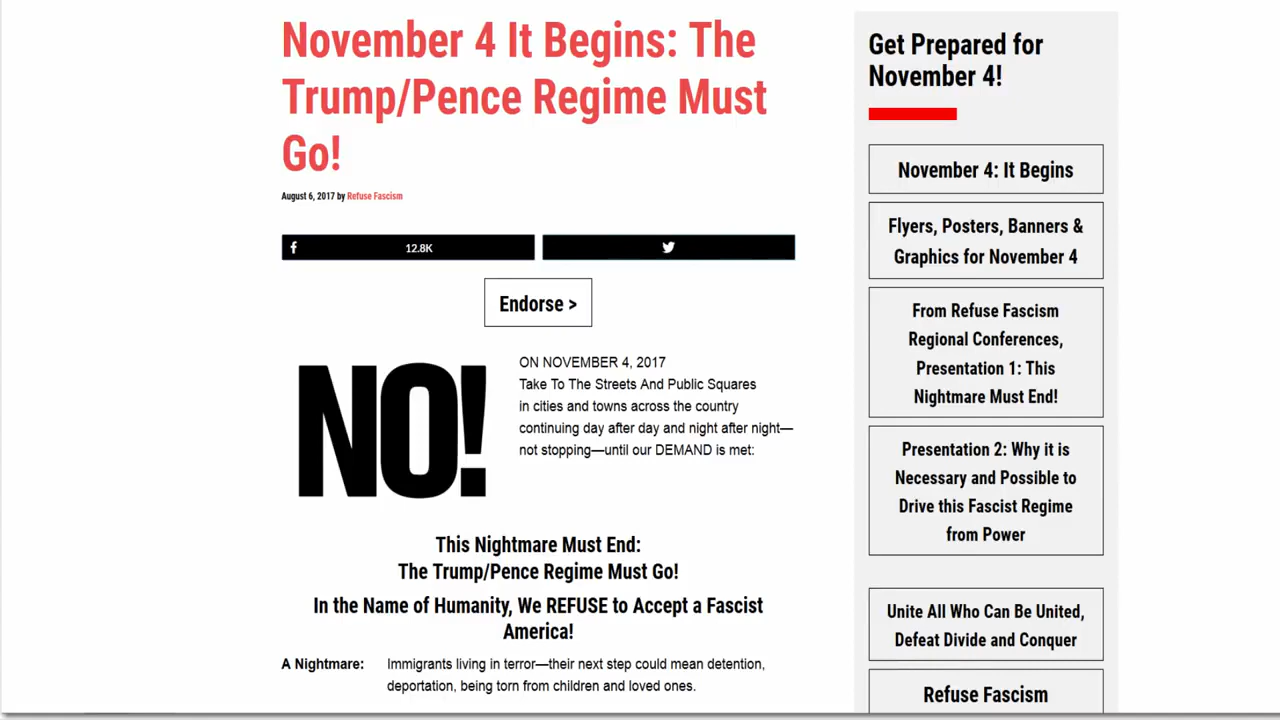 November 4 It Begins: The
Trump/Pence Regime Must
Go!
August 6, 2017 by Refuse Fascism
12.8K
Endorse >
NO!
ON NOVEMBER 4, 2017
Take To The Streets And Public Squares
in cities and towns across the country
continuing day after day and night after night—
not stopping—until our DEMAND is met:
This Nightmare Must End:
The Trump/Pence Regime Must Go!
In the Name of Humanity, We REFUSE to Accept a Fascist
America!
A Nightmare: Immigrants living in terror—their next step could mean detention,
deportation, being torn from children and loved ones.
Get Prepared for
November 4!
November 4: It Begins
Flyers, Posters, Banners &
Graphics for November 4
From Refuse Fascism
Regional Conferences,
Presentation 1: This
Nightmare Must End!
Presentation 2: Why it is
Necessary and Possible to
Drive this Fascist Regime
from Power
Unite All Who Can Be United,
Defeat Divide and Conquer
Refuse Fascism